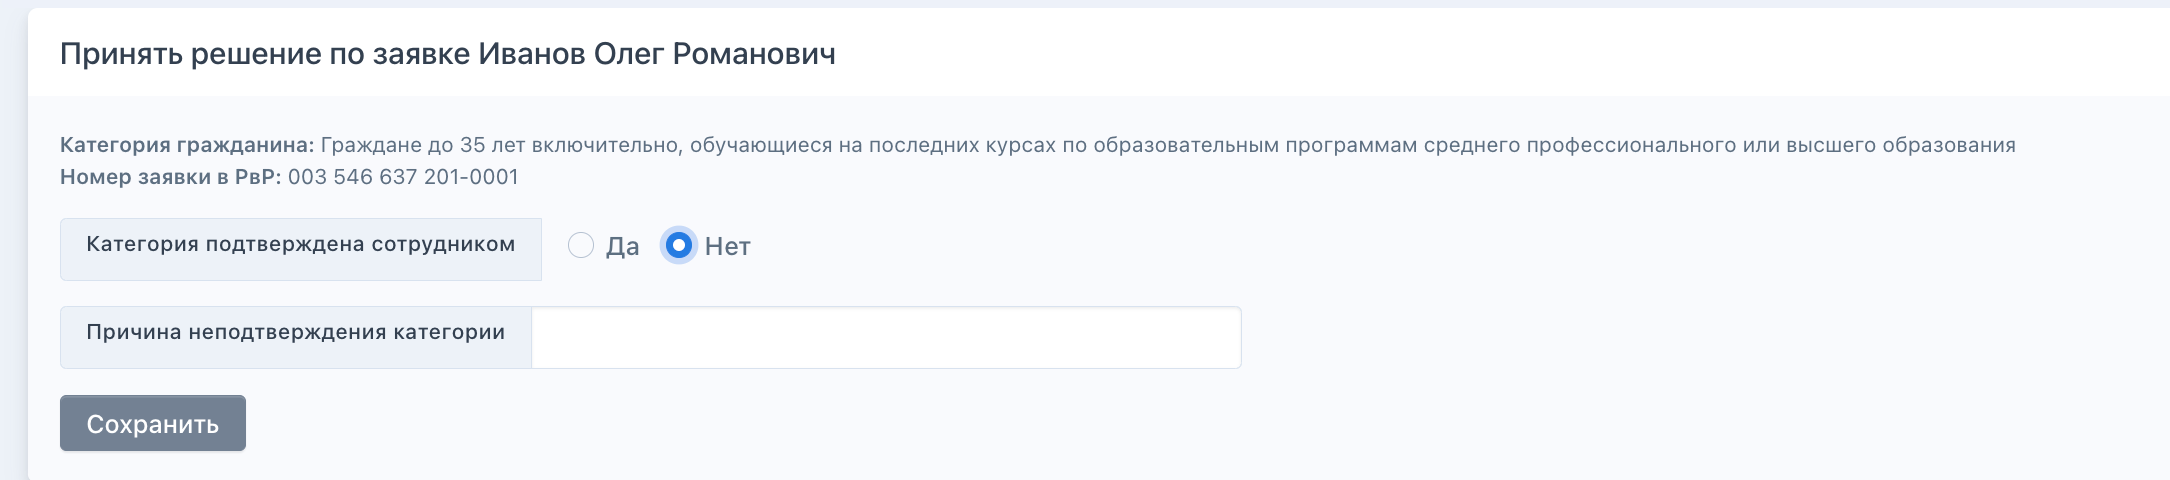 Принять решение по заявке Иванов Олег Романович
Категория гражданина: Граждане до 35 лет включительно, обучающиеся на последних курсах по образовательным программам среднего профессионального или высшего образования
Номер заявки в РвР: 003 546 637 201-0001
Категория подтверждена сотрудником Да Нет
Причина неподтверждения категории
Сохранить